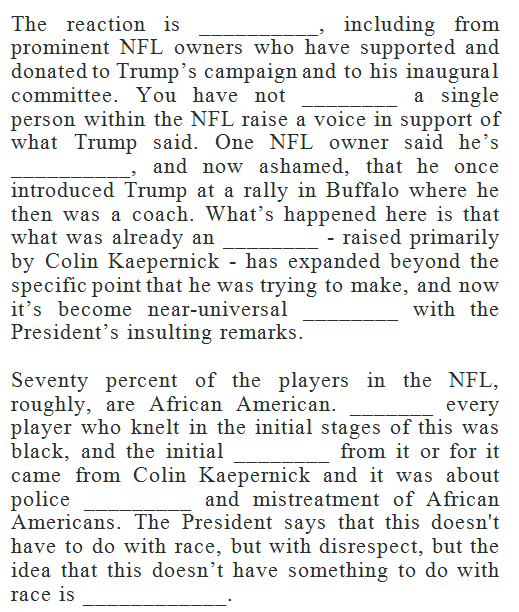 The reaction is __________, including from
prominent NFL owners who have supported and
donated to Trump's campaign and to his inaugural
committee. You have not ________ a single
person within the NFL raise a voice in support of
what Trump said. One NFL owner said he's
__________, and now ashamed, that he once
introduced Trump at a rally in Buffalo where he
then was a coach. What's happened here is that
what was already an ________ - raised primarily
by Colin Kaepernick - has expanded beyond the
specific point that he was trying to make, and now
it's become near-universal ________ with the
President's insulting remarks.
Seventy percent of the players in the NFL,
roughly, are African American. _______ every
player who knelt in the initial stages of this was
black, and the initial ________ from it or for it
came from Colin Kaepernick and it was about
police _________ and mistreatment of African
Americans. The President says that this doesn't
have to do with race, but with disrespect, but the
idea that this doesn't have something to do with
race is ____________.